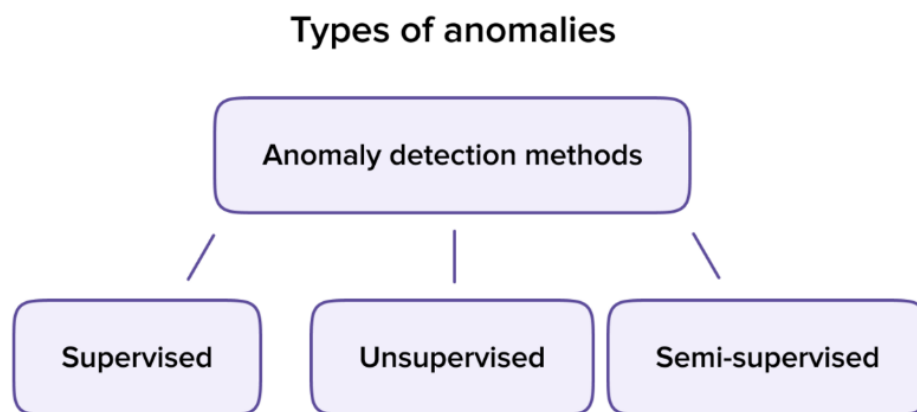 Types of anomalies
Anomaly detection methods
Supervised
Unsupervised
Semi-supervised